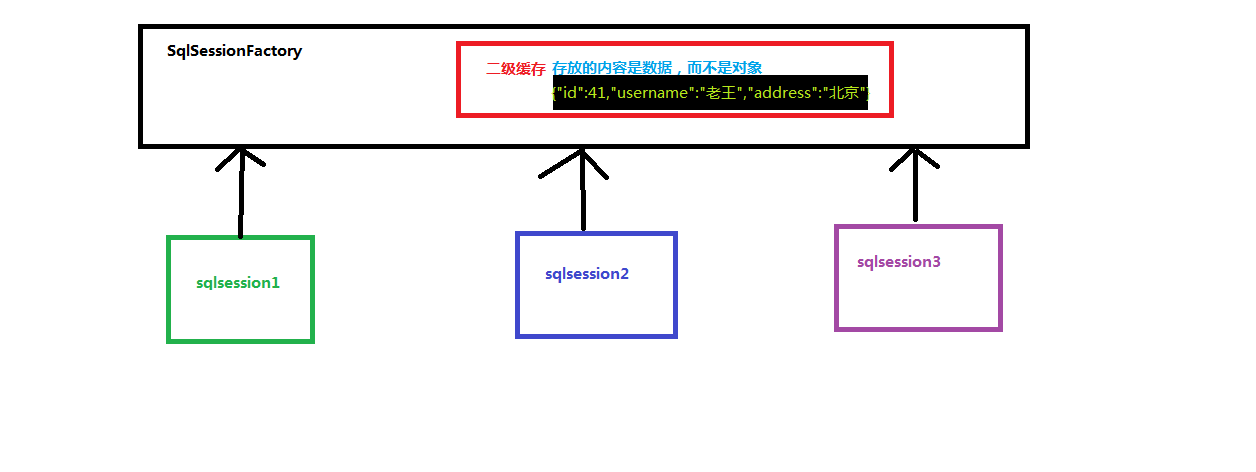 SqlSessionFactory
二级缓存 存放的内容是数据，而不是对象
{"id":41,"username":"老王","address":"北京"}
sqlsession1
sqlsession2
sqlsession3